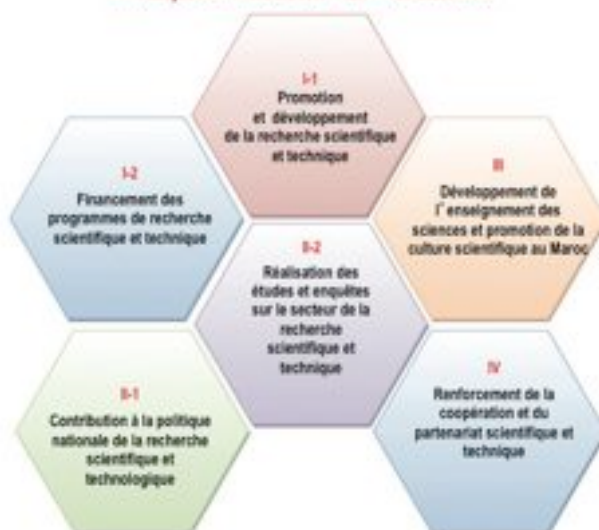 I-1
Promotion
et développement
de la recherche scientifique
et technique
I-2
Financement des
programmes de recherche
scientifique et technique
III
Développement de
l'enseignement des
sciences et promotion de la
culture scientifique au Maroc
II-2
Réalisation des
études et enquêtes
sur le secteur de la
recherche
scientifique et
technique
II-1
Contribution à la politique
nationale de la recherche
scientifique et
technologique
IV
Renforcement de la
coopération et du
partenariat scientifique et
technique